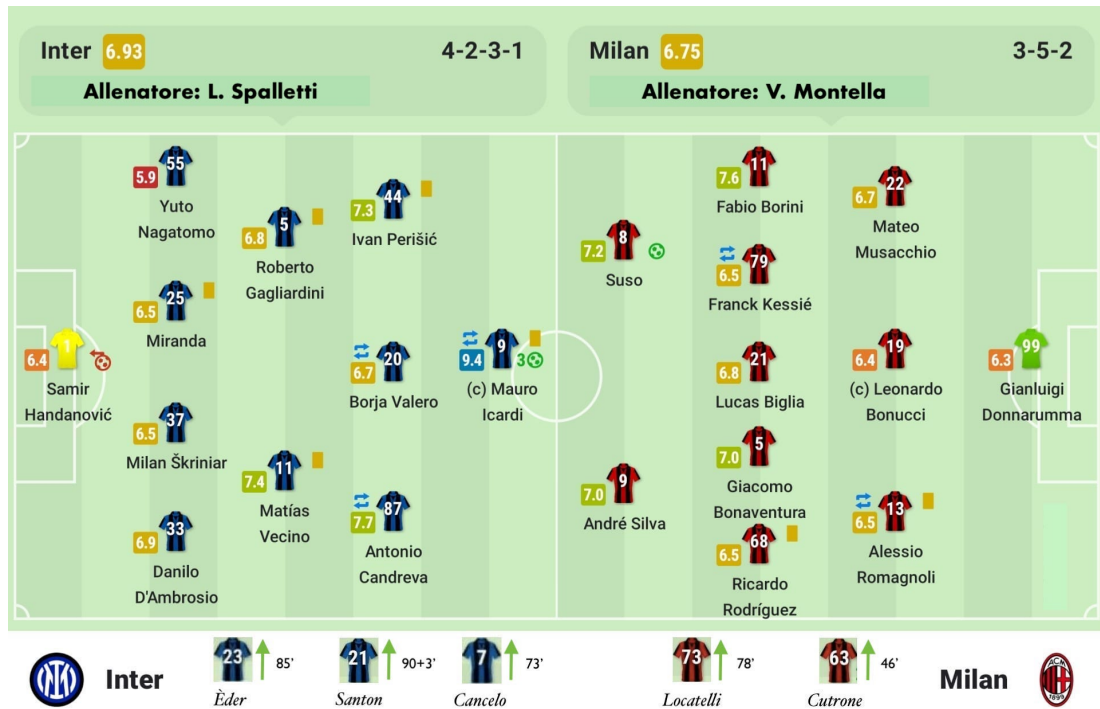 Inter 6.93 4-2-3-1
Allenatore: L. Spalletti
Milan 6.75 3-5-2
Allenatore: V. Montella
1
6.4
Samir
Handanović
55
5.9
Yuto
Nagatomo
25
6.5
Miranda
37
6.5
Milan Škriniar
33
6.9
Danilo
D'Ambrosio
5
6.8
Roberto
Gagliardini
11
7.4
Matías
Vecino
44
7.3
Ivan Perišić
20
6.7
Borja Valero
87
7.7
Antonio
Candreva
9
9.4
3
(c) Mauro
Icardi
8
7.2
Suso
9
7.0
André Silva
11
7.6
Fabio Borini
79
6.5
Franck Kessié
21
6.8
Lucas Biglia
5
7.0
Giacomo
Bonaventura
68
6.5
Ricardo
Rodríguez
22
6.7
Mateo
Musacchio
19
6.4
(c) Leonardo
Bonucci
13
6.5
Alessio
Romagnoli
99
6.3
Gianluigi
Donnarumma
Inter
23 85'
Èder
21 90+3'
Santon
7 73'
Cancelo
73 78'
Locatelli
63 46'
Cutrone
Milan
ACM
1899